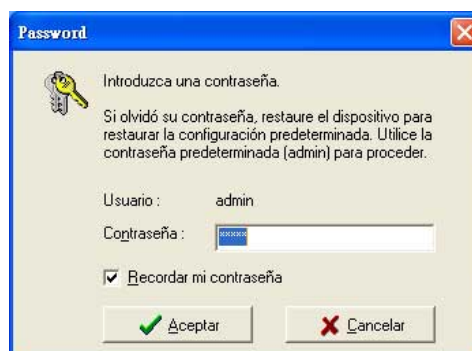 Password
Introduzca una contraseña.
Si olvidó su contraseña, restaure el dispositivo para
restaurar la configuración predeterminada. Utilice la
contraseña predeterminada (admin) para proceder.
Usuario : admin
Contraseña : xxxxx
Recordar mi contraseña
Aceptar Cancelar